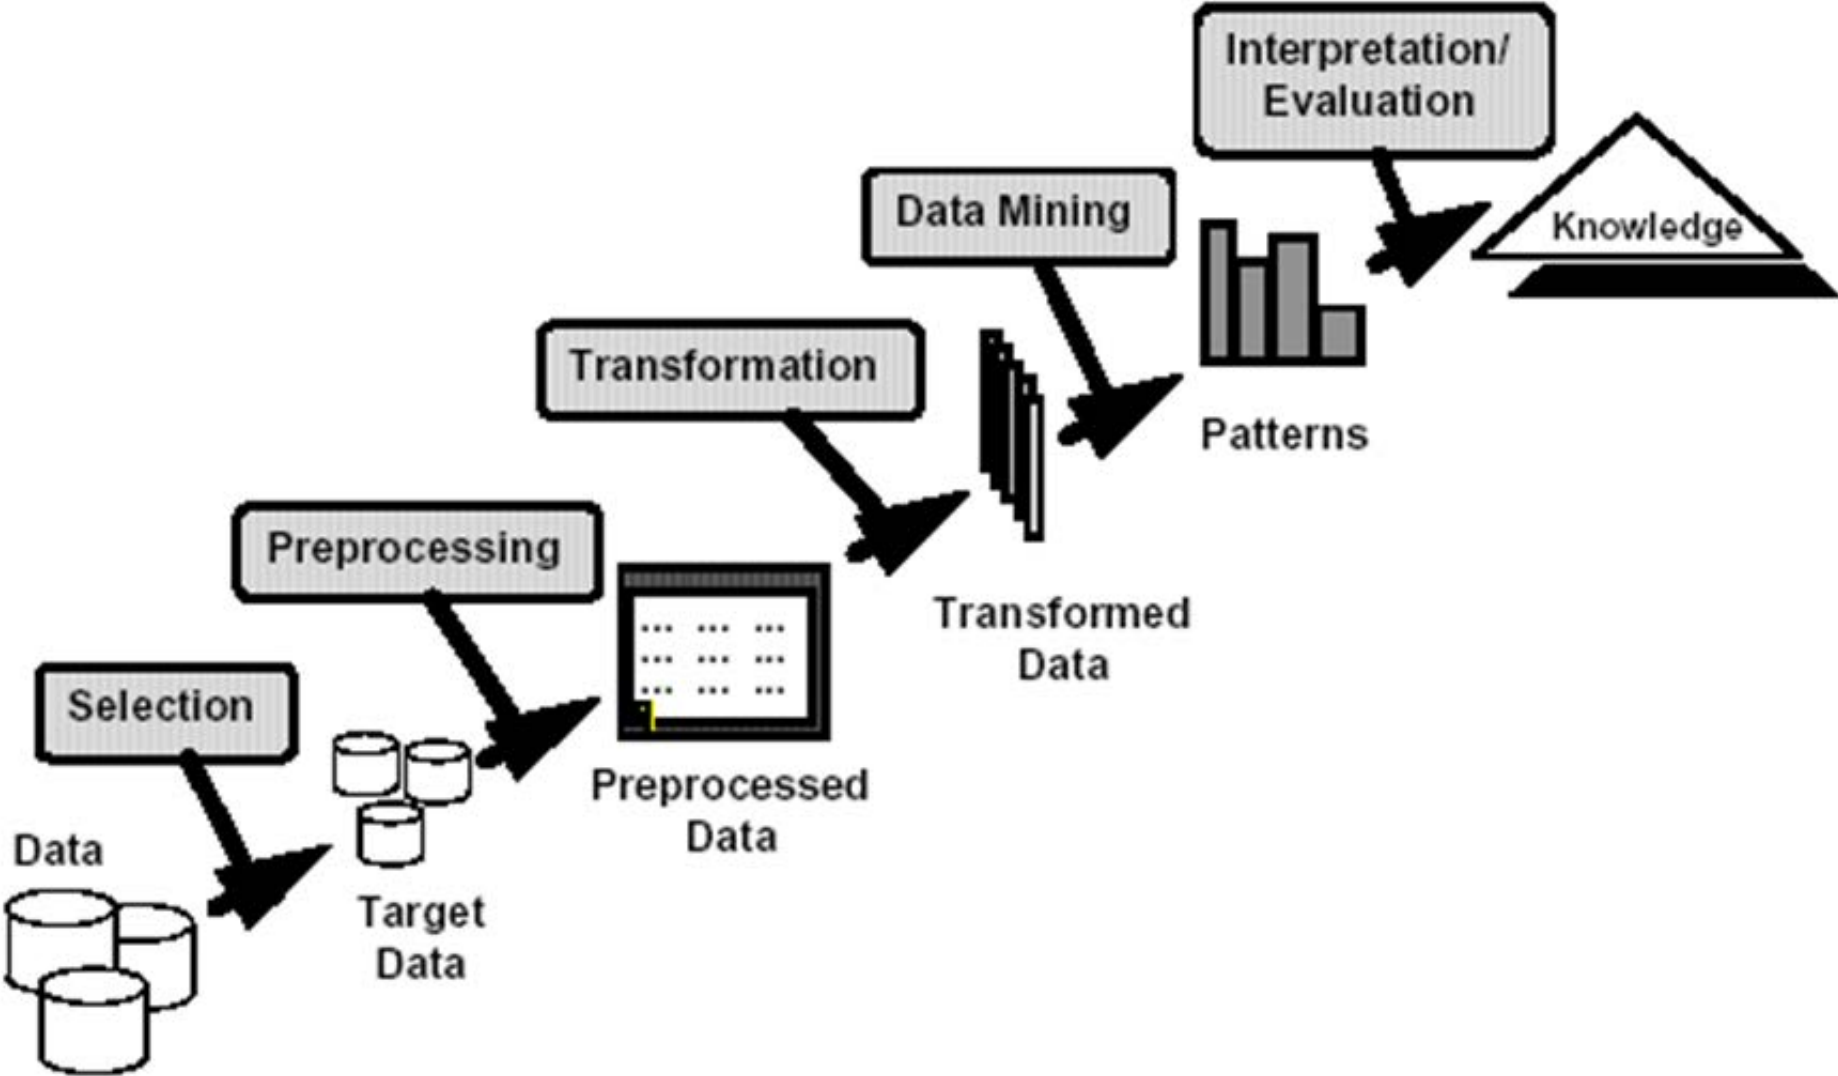 Interpretation/
Evaluation
Data Mining
Knowledge
Transformation
Patterns
Preprocessing
Transformed
Data
Selection
Preprocessed
Data
Data
Target
Data